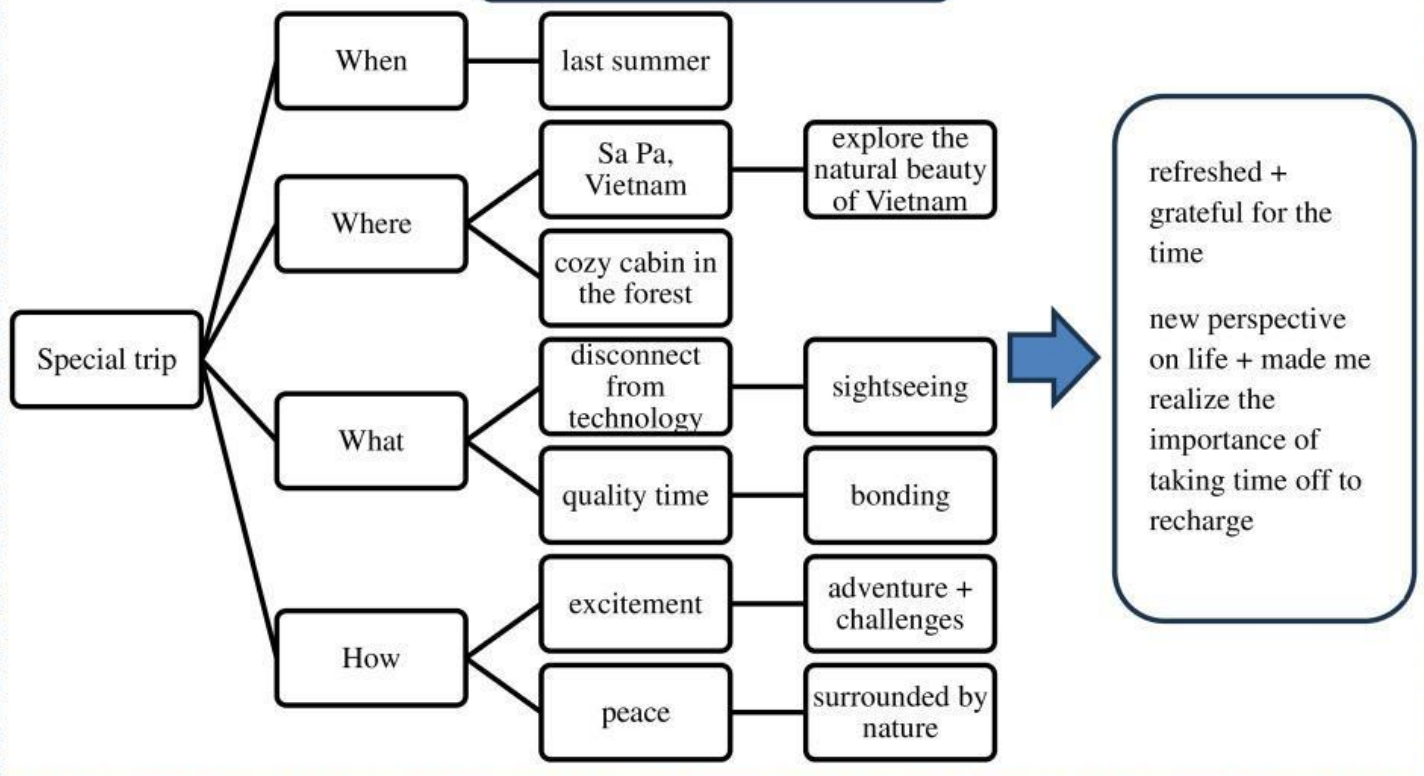 When
last summer
Where
Sa Pa,
Vietnam
explore the
natural beauty
of Vietnam
cozy cabin in
the forest
Special trip
What
disconnect
from
technology
sightseeing
quality time
bonding
How
excitement
adventure +
challenges
peace
surrounded by
nature
refreshed +
grateful for the
time
new perspective
on life + made me
realize the
importance of
taking time off to
recharge